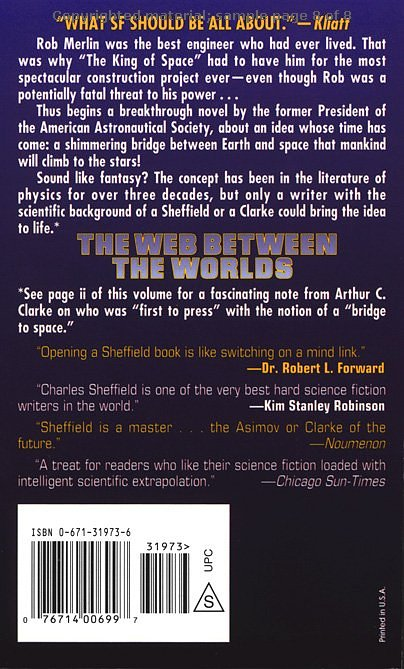 Copyrighted material: sample page 8 of 8
"WHAT SF SHOULD BE ALL ABOUT." —Kliatt
Rob Merlin was the best engineer who had ever lived. That
was why "The King of Space" had to have him for the most
spectacular construction project ever—even though Rob was a
potentially fatal threat to his power . . .
Thus begins a breakthrough novel by the former President of
the American Astronautical Society, about an idea whose time has
come: a shimmering bridge between Earth and space that mankind
will climb to the stars!
Sound like fantasy? The concept has been in the literature of
physics for over three decades, but only a writer with the
scientific background of a Sheffield or a Clarke could bring the idea
to life.*
THE WEB BETWEEN
THE WORLDS
*See page ii of this volume for a fascinating note from Arthur C.
Clarke on who was "first to press" with the notion of a "bridge
to space."
"Opening a Sheffield book is like switching on a mind link."
—Dr. Robert L. Forward
"Charles Sheffield is one of the very best hard science fiction
writers in the world." —Kim Stanley Robinson
"Sheffield is a master . . . the Asimov or Clarke of the
future." —Noumenon
"A treat for readers who like their science fiction loaded with
intelligent scientific extrapolation." —Chicago Sun-Times
ISBN 0-671-31973-6
31973>
0 76714 00699 7
UPC
S
Printed in U.S.A.